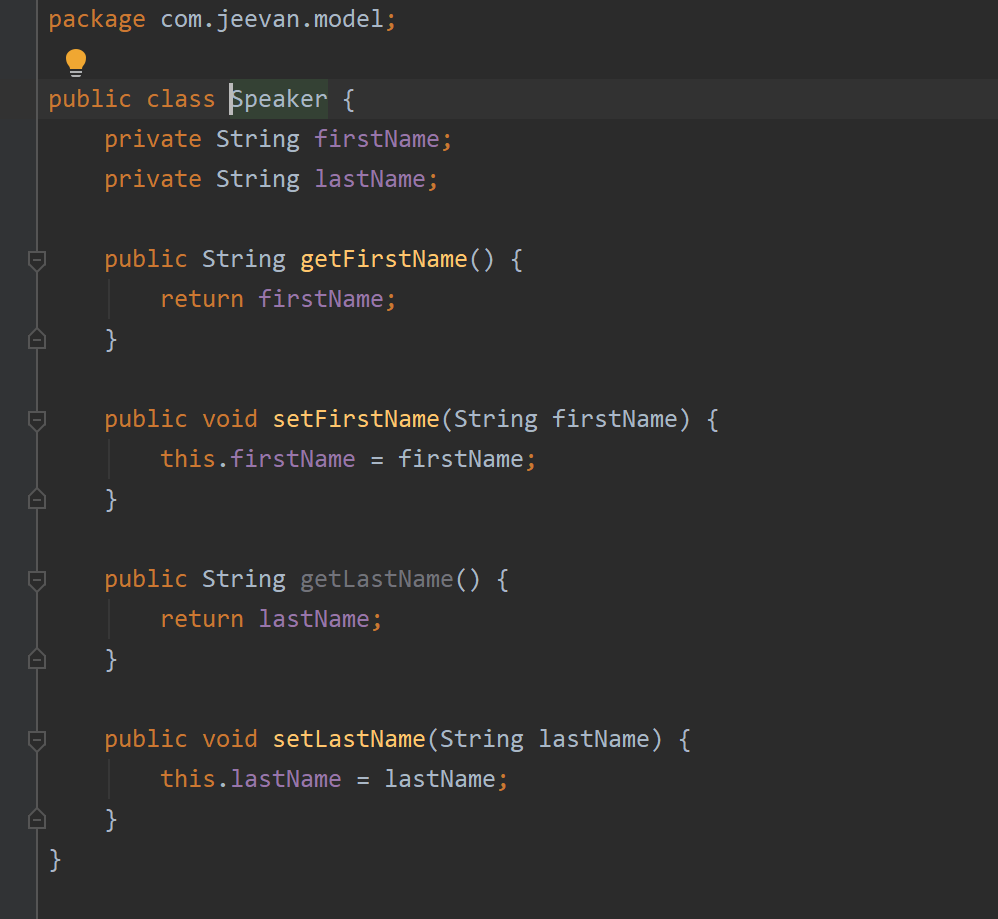 package com.jeevan.model;
public class Speaker {
    private String firstName;
    private String lastName;
    public String getFirstName() {
        return firstName;
    }
    public void setFirstName(String firstName) {
        this.firstName = firstName;
    }
    public String getLastName() {
        return lastName;
    }
    public void setLastName(String lastName) {
        this.lastName = lastName;
    }
}